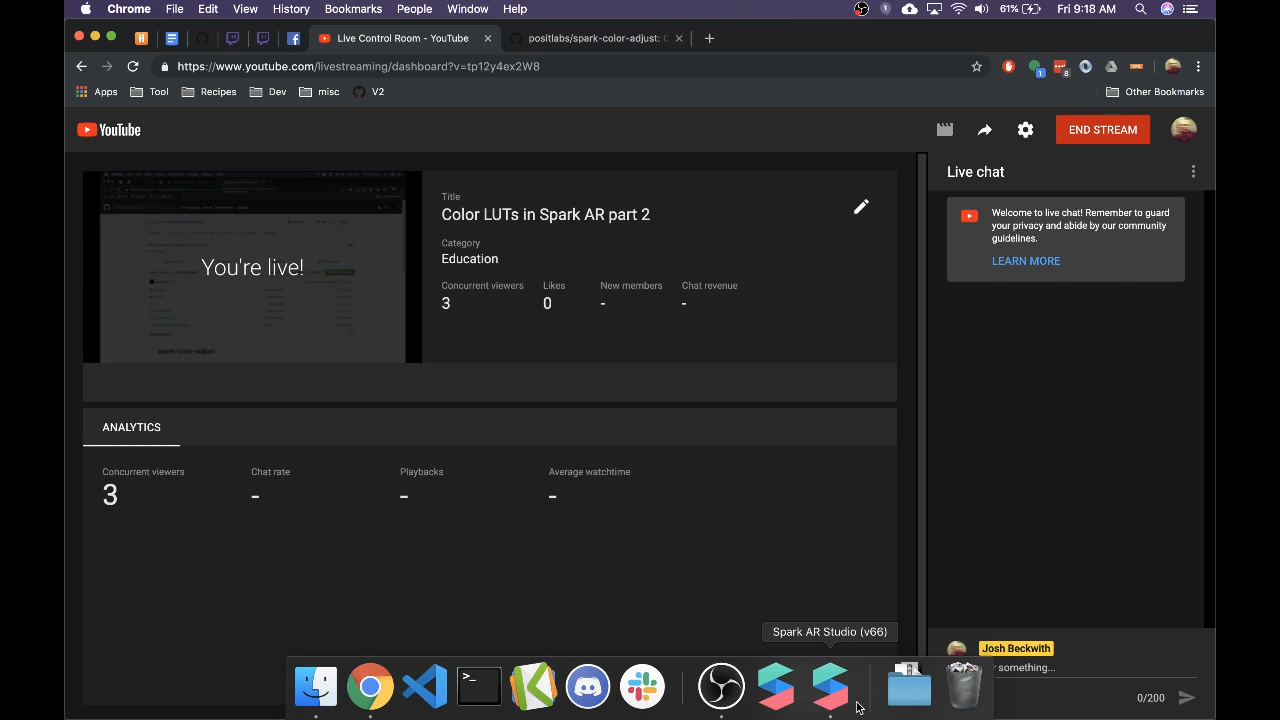 Chrome File Edit View History Bookmarks People Window Help 1 61% Fri 9:18 AM
Live Control Room - YouTube positlabs/spark-color-adjust: C
https://www.youtube.com/livestreaming/dashboard?v=tp12y4ex2W8
Apps Tool Recipes Dev misc V2 Other Bookmarks
YouTube END STREAM
Live chat
Title
Color LUTs in Spark AR part 2
Category
Education
Concurrent viewers Likes New members Chat revenue
3 0 - -
You're live!
spark-color-adjust
Welcome to live chat! Remember to guard
your privacy and abide by our community
guidelines.
LEARN MORE
ANALYTICS
Concurrent viewers Chat rate Playbacks Average watchtime
3 - - -
Spark AR Studio (v66)
Josh Beckwith
something...
0/200